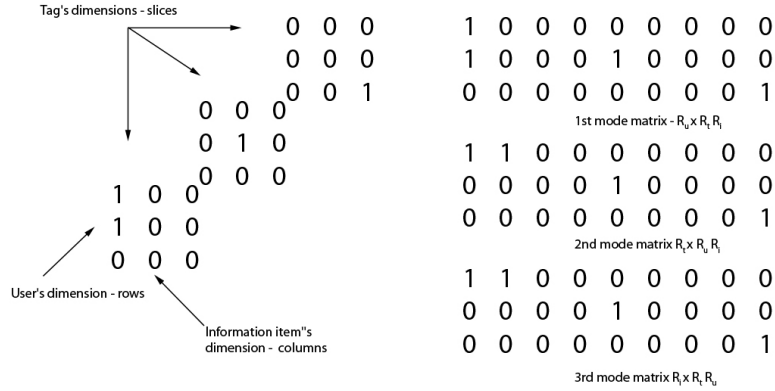 Tag's dimensions - slices
0 0 0
0 0 0
0 0 1
0 0 0
0 1 0
0 0 0
1 0 0
1 0 0
0 0 0
User's dimension - rows
Information item"s
dimension - columns
1 0 0 0 0 0 0 0 0
1 0 0 0 1 0 0 0 0
0 0 0 0 0 0 0 0 1
1st mode matrix - Ru x Rt Ri
1 1 0 0 0 0 0 0 0
0 0 0 0 1 0 0 0 0
0 0 0 0 0 0 0 0 1
2nd mode matrix Rt x Ru Ri
1 1 0 0 0 0 0 0 0
0 0 0 0 1 0 0 0 0
0 0 0 0 0 0 0 0 1
3rd mode matrix Ri x Rt Ru